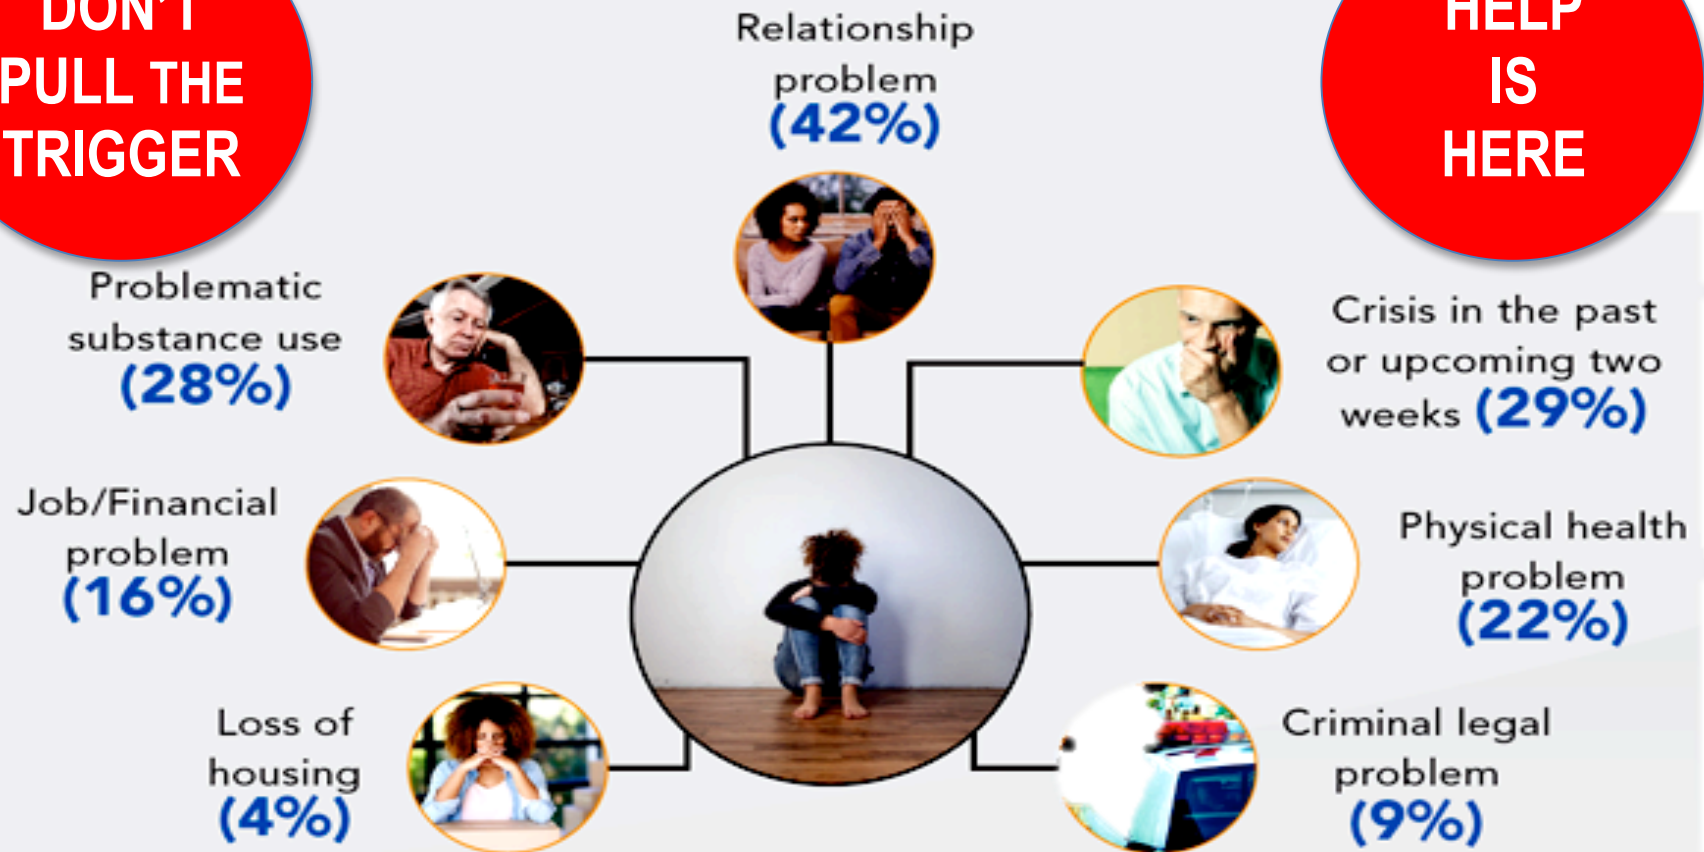 DON'T
PULL THE
TRIGGER
Relationship
problem
(42%)
HELP
IS
HERE
Problematic
substance use
(28%)
Crisis in the past
or upcoming two
weeks (29%)
Job/Financial
problem
(16%)
Physical health
problem
(22%)
Loss of
housing
(4%)
Criminal legal
problem
(9%)